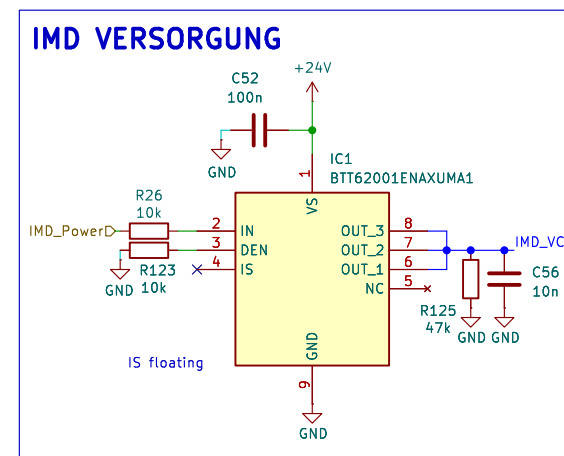 IMD VERSORGUNG
+24V
C52
100n
GND
IC1
BTT62001ENAXUMA1
1
VS
R26
10k
IMD_Power
2
IN
OUT_3
8
3
DEN
OUT_2
7
IMD_VC
4
IS
OUT_1
6
NC
5
GND
R123
10k
C56
10n
R125
47k
GND
GND
IS floating
GND
9
GND